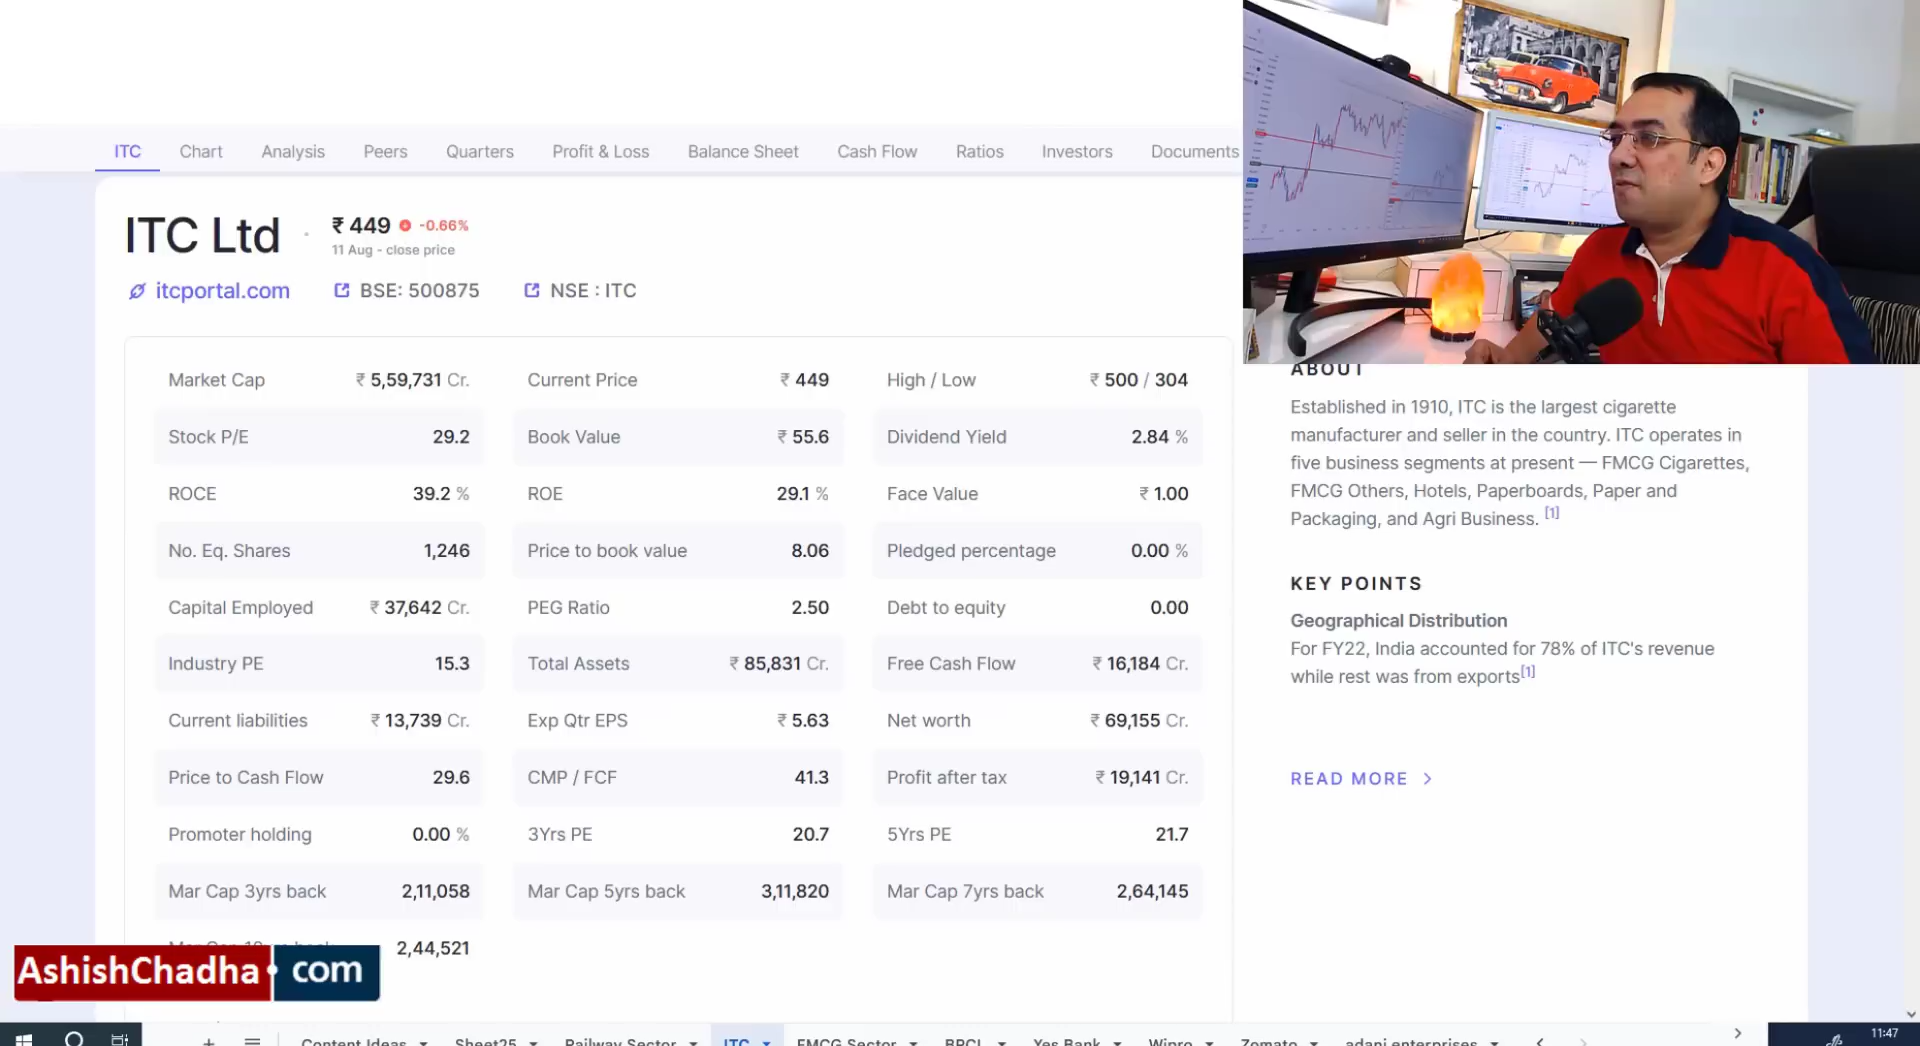 ITC Chart Analysis Peers Quarters Profit & Loss Balance Sheet Cash Flow Ratios Investors Documents
ITC Ltd
₹ 449 -0.66%
11 Aug - close price
itcportal.com BSE: 500875 NSE : ITC
Market Cap ₹ 5,59,731 Cr. Current Price ₹ 449 High / Low ₹ 500 / 304
Stock P/E 29.2 Book Value ₹ 55.6 Dividend Yield 2.84 %
ROCE 39.2 % ROE 29.1 % Face Value ₹ 1.00
No. Eq. Shares 1,246 Price to book value 8.06 Pledged percentage 0.00 %
Capital Employed ₹ 37,642 Cr. PEG Ratio 2.50 Debt to equity 0.00
Industry PE 15.3 Total Assets ₹ 85,831 Cr. Free Cash Flow ₹ 16,184 Cr.
Current liabilities ₹ 13,739 Cr. Exp Qtr EPS ₹ 5.63 Net worth ₹ 69,155 Cr.
Price to Cash Flow 29.6 CMP / FCF 41.3 Profit after tax ₹ 19,141 Cr.
Promoter holding 0.00 % 3Yrs PE 20.7 5Yrs PE 21.7
Mar Cap 3yrs back 2,11,058 Mar Cap 5yrs back 3,11,820 Mar Cap 7yrs back 2,64,145
2,44,521
ABOUT
Established in 1910, ITC is the largest cigarette
manufacturer and seller in the country. ITC operates in
five business segments at present — FMCG Cigarettes,
FMCG Others, Hotels, Paperboards, Paper and
Packaging, and Agri Business. [1]
KEY POINTS
Geographical Distribution
For FY22, India accounted for 78% of ITC's revenue
while rest was from exports[1]
READ MORE >
AshishChadha.com
Content Ideas Sheet25 Railway Sector ITC FMCG Sector BPCL Yes Bank Wipro Zomato adani enterprises
11:47